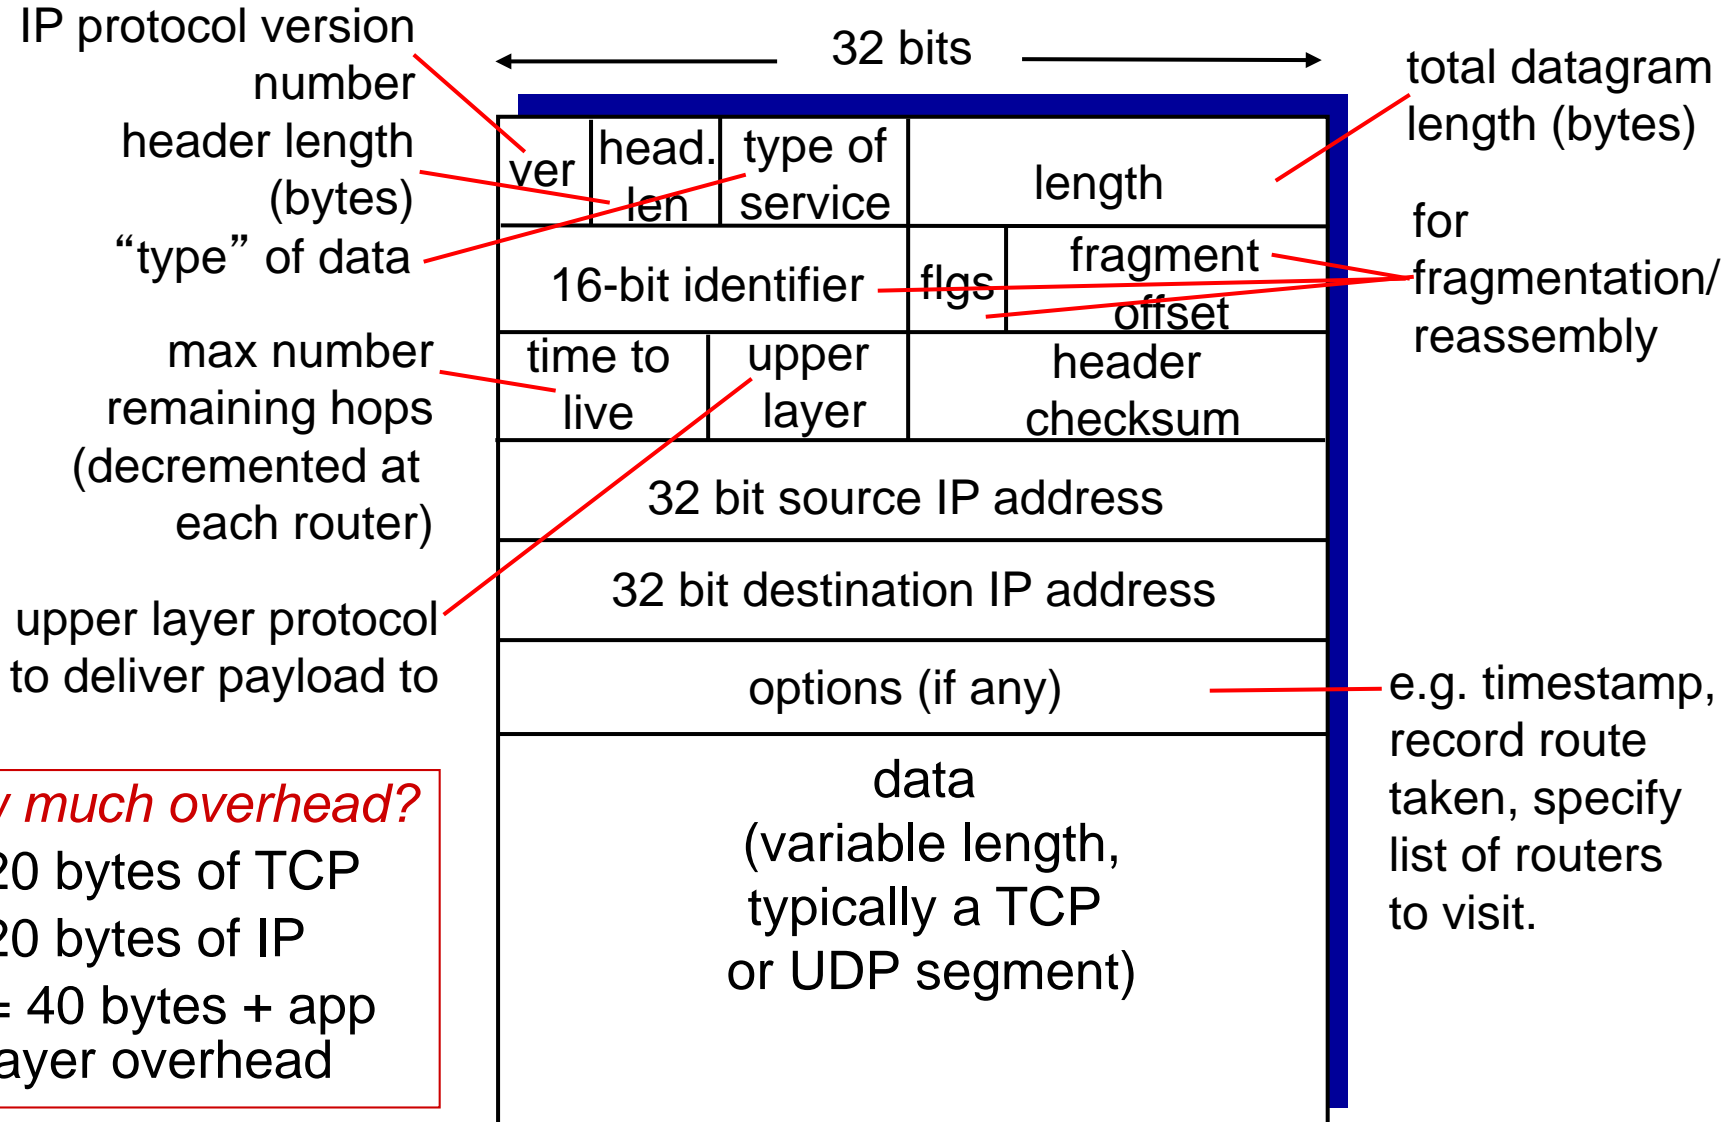 IP protocol version
number
header length
(bytes)
“type” of data
max number
remaining hops
(decremented at
each router)
upper layer protocol
to deliver payload to
32 bits
ver
head.
len
type of
service
length
16-bit identifier
flgs
fragment
offset
time to
live
upper
layer
header
checksum
32 bit source IP address
32 bit destination IP address
options (if any)
data
(variable length,
typically a TCP
or UDP segment)
total datagram
length (bytes)
for
fragmentation/
reassembly
e.g. timestamp,
record route
taken, specify
list of routers
to visit.
much overhead?
20 bytes of TCP
20 bytes of IP
= 40 bytes + app
overhead